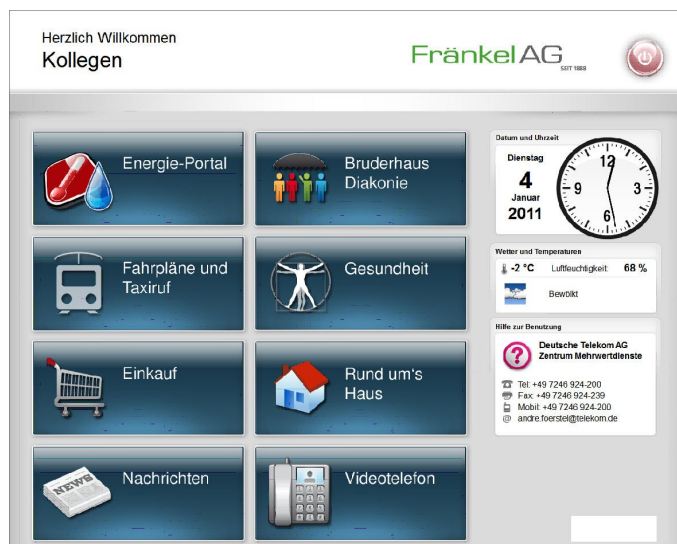 Herzlich Willkommen
Kollegen
Fränkel AG
SEIT 1888
Energie-Portal
Bruderhaus
Diakonie
Fahrpläne und
Taxiruf
Gesundheit
Einkauf
Rund um's
Haus
NEWS
Nachrichten
Videotelefon
Datum und Uhrzeit
Dienstag
4
Januar
2011
12
9
3
6
Wetter und Temperaturen
-2 °C Luftfeuchtigkeit: 68 %
Bewölkt
Hilfe zur Benutzung
?
Deutsche Telekom AG
Zentrum Mehrwertdienste
Tel: +49 7246 924-200
Fax: +49 7246 924-239
Mobil: +49 7246 924-200
@ andre.foerstel@telekom.de